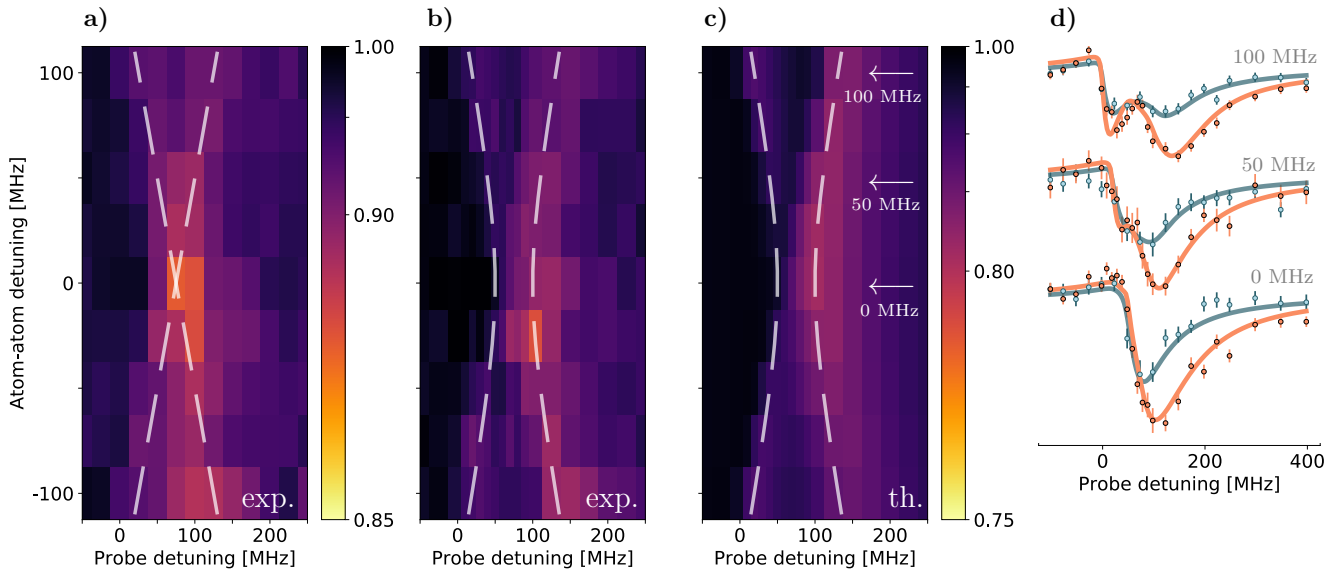 a)
b)
c)
d)
Atom-atom detuning [MHz]
100
50
0
-50
-100
exp.
0
100
200
Probe detuning [MHz]
1.00
0.90
0.85
exp.
0
100
200
Probe detuning [MHz]
100 MHz
50 MHz
0 MHz
th.
0
100
200
Probe detuning [MHz]
1.00
0.80
0.75
100 MHz
50 MHz
0 MHz
0
200
400
Probe detuning [MHz]